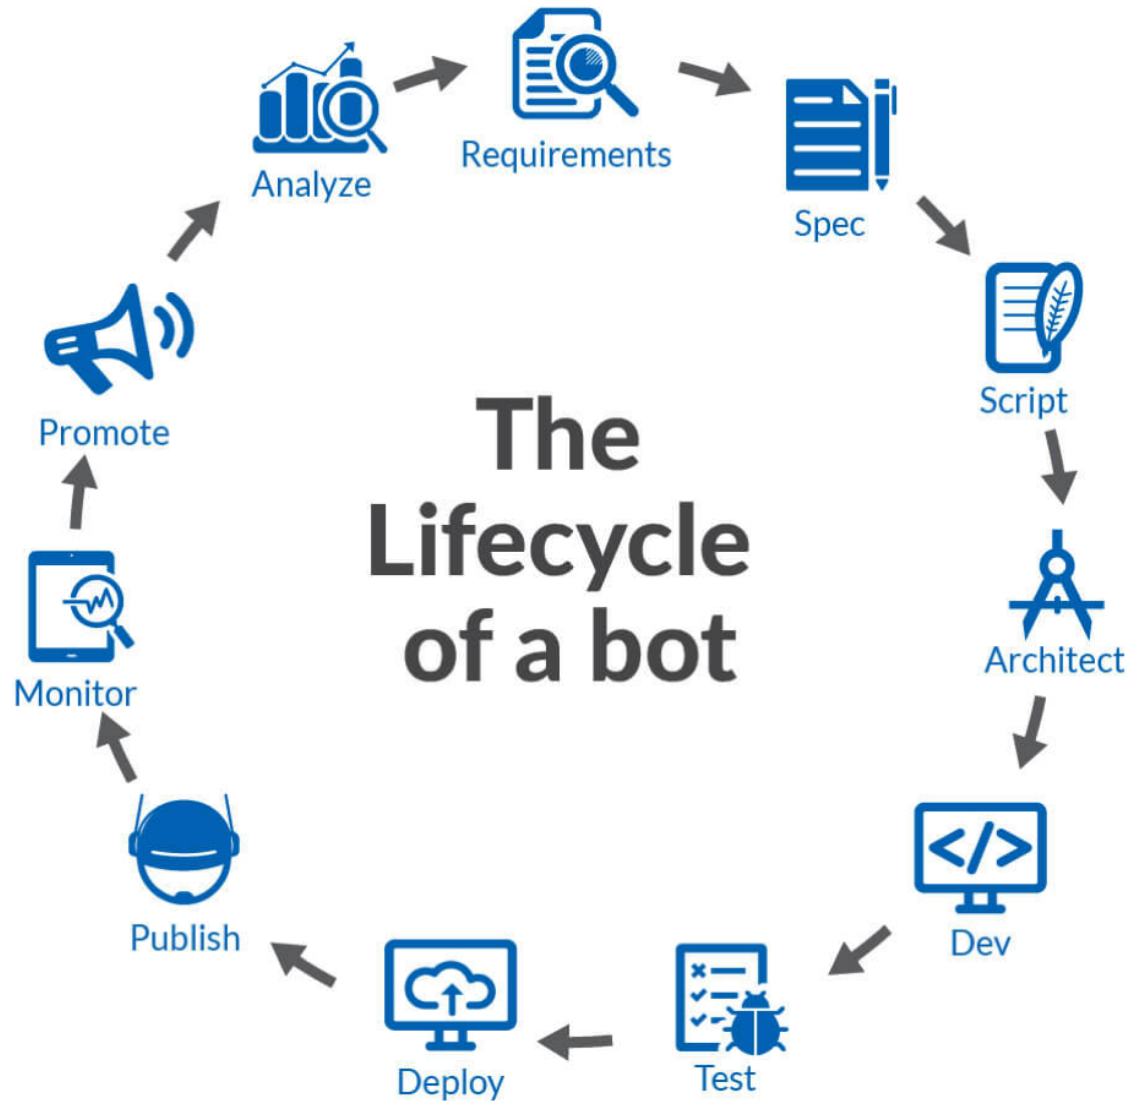 Requirements
Spec
Script
Architect
Dev
Test
Deploy
Publish
Monitor
Promote
Analyze
The
Lifecycle
of a bot